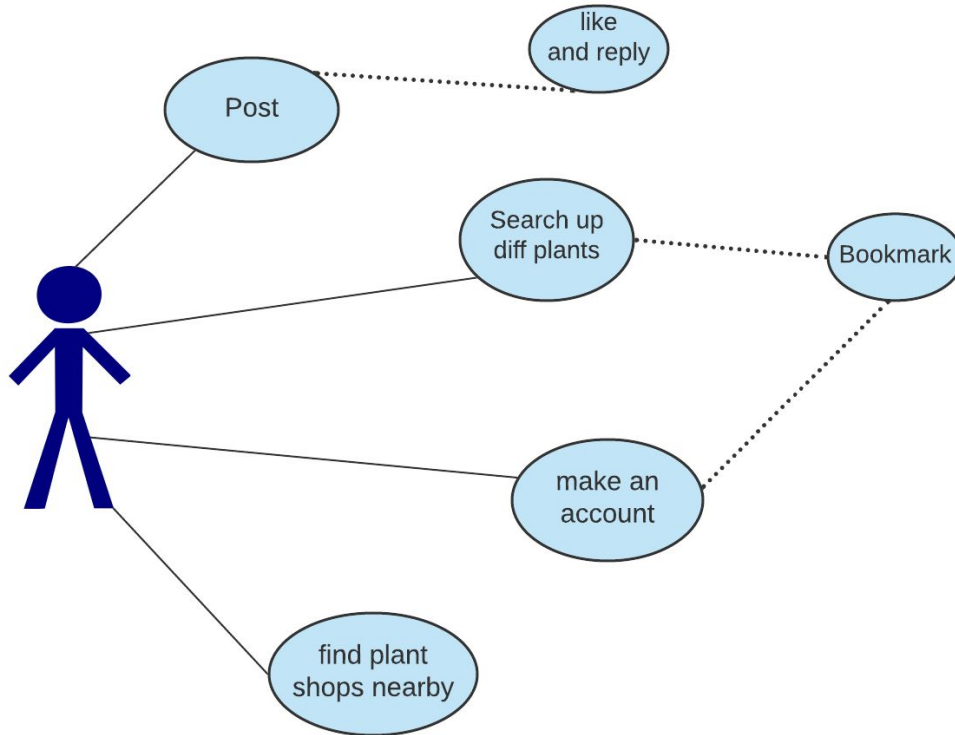 like
and reply
Post
Search up
diff plants
Bookmark
make an
account
find plant
shops nearby